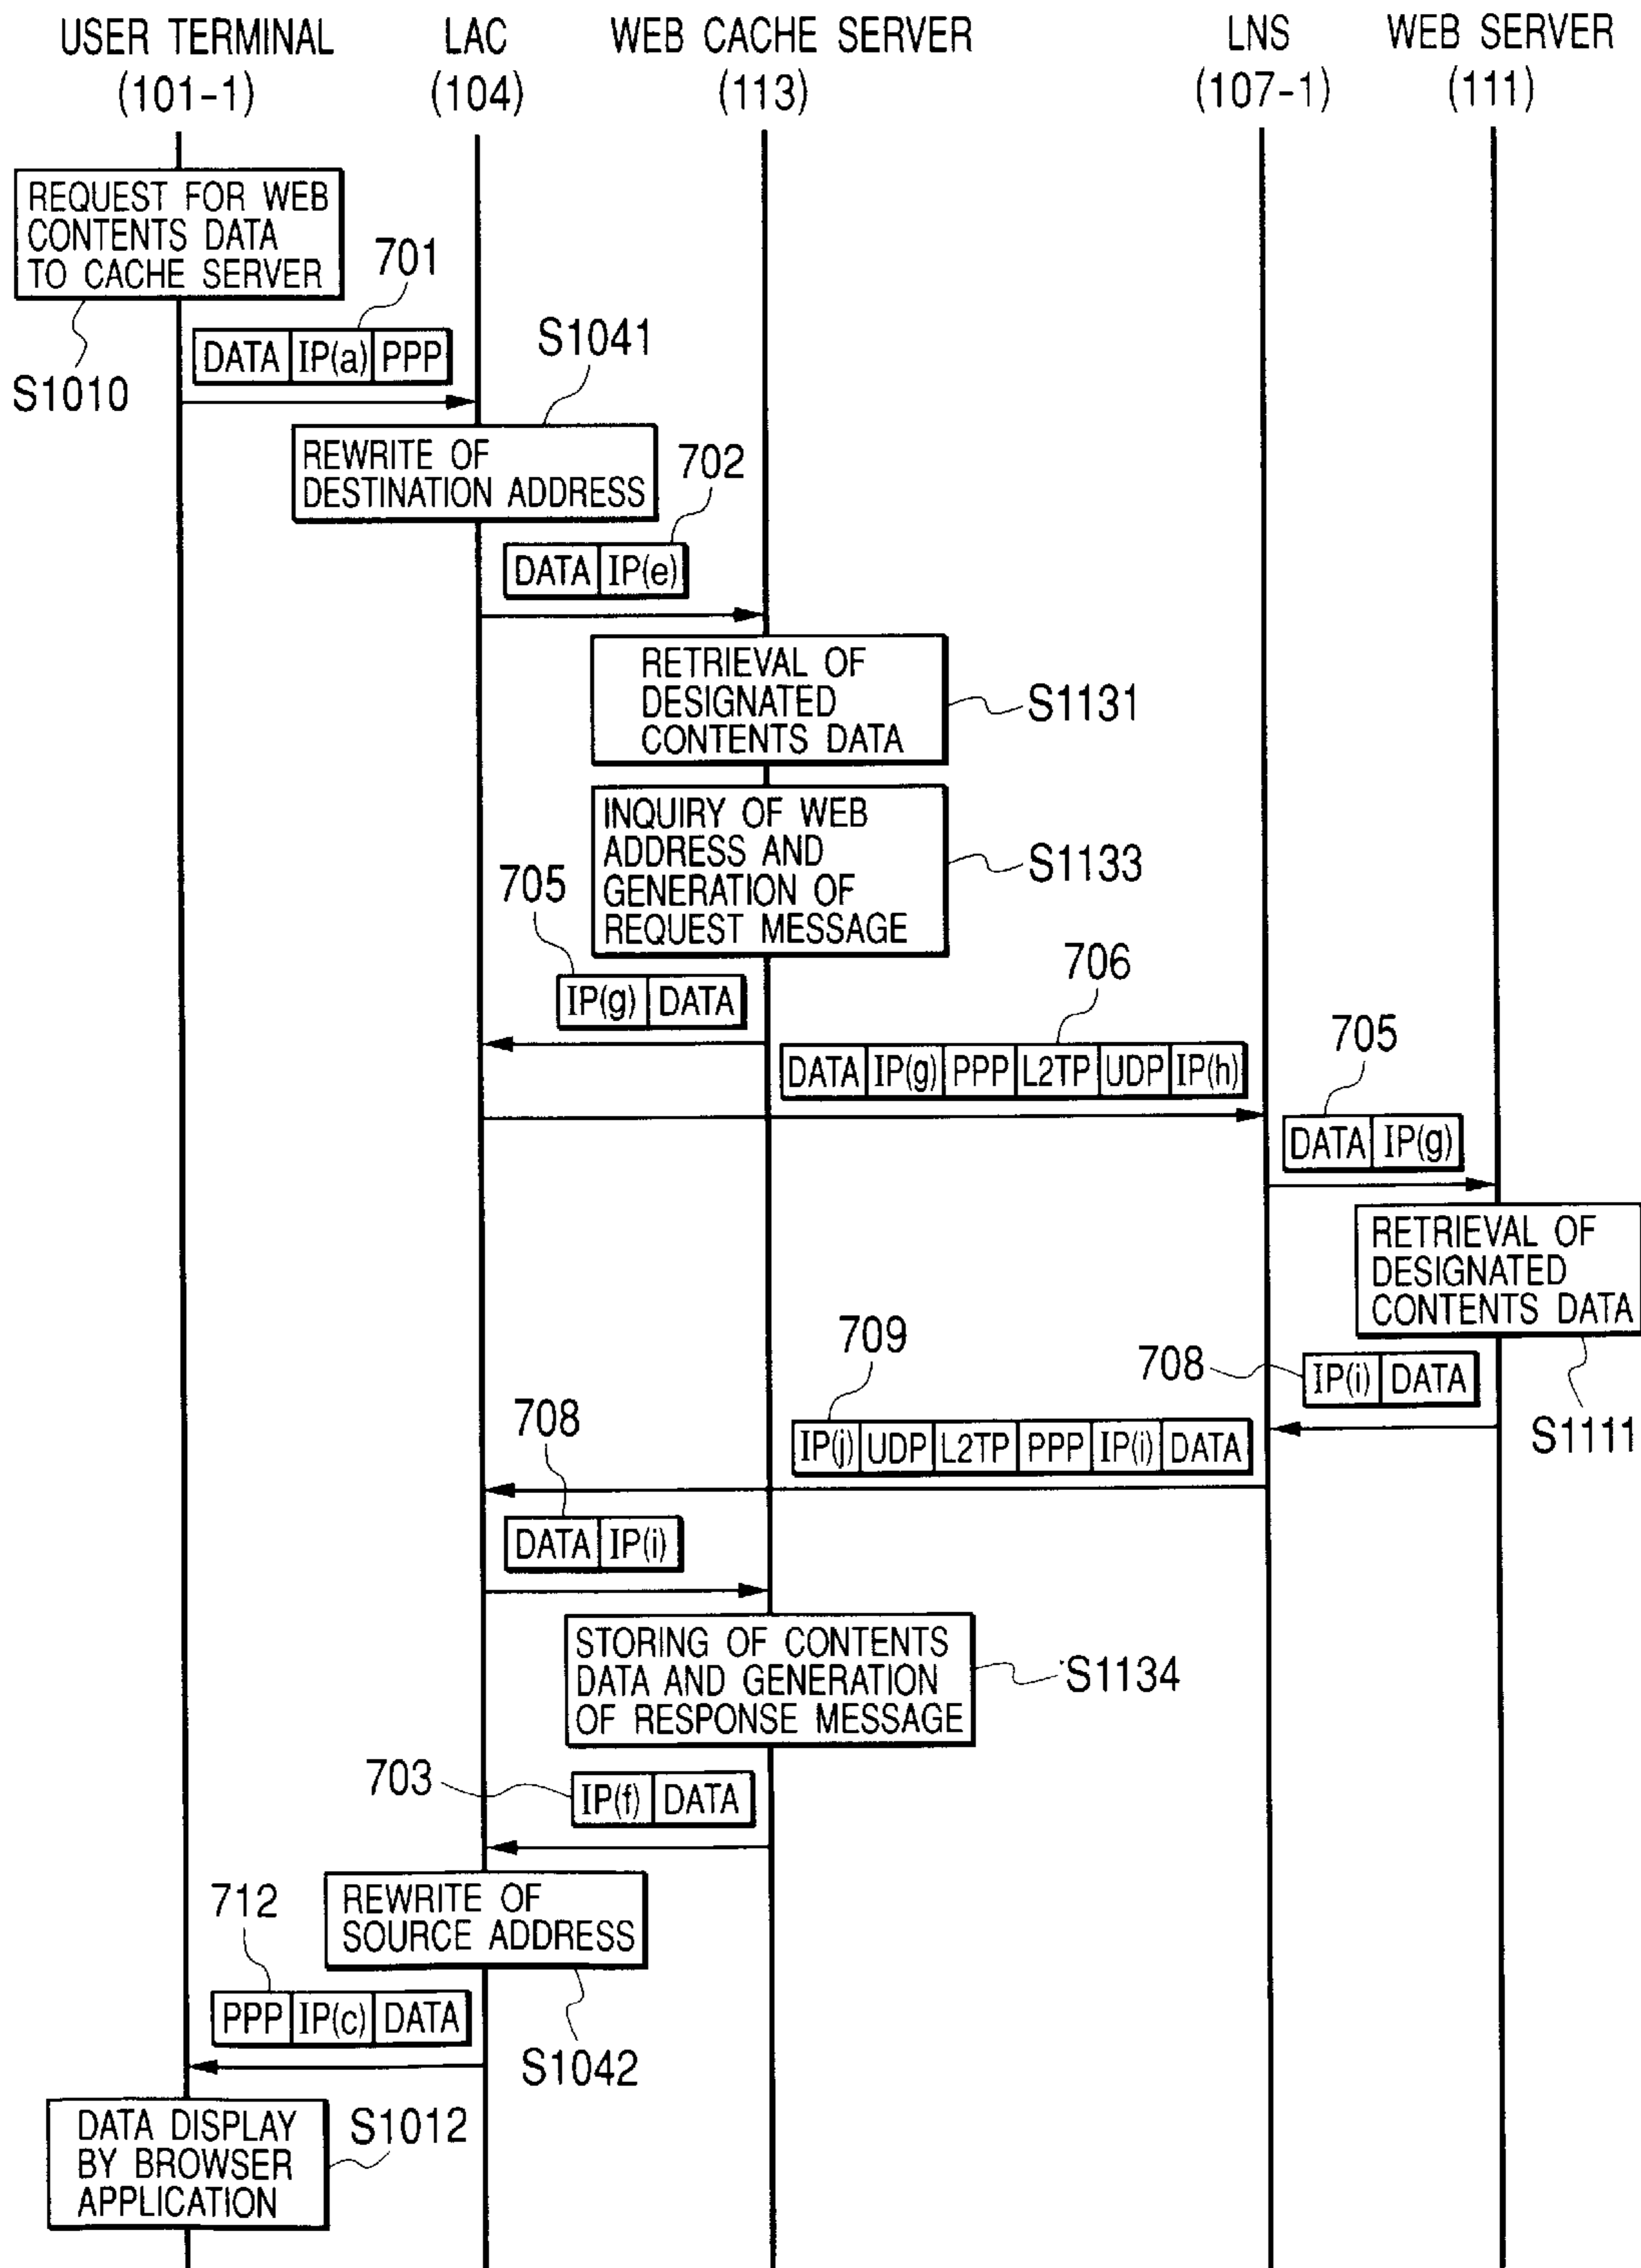 USER TERMINAL
(101-1)
LAC
(104)
WEB CACHE SERVER
(113)
LNS
(107-1)
WEB SERVER
(111)
REQUEST FOR WEB
CONTENTS DATA
TO CACHE SERVER
S1010
701
DATA IP(a) PPP
S1041
REWRITE OF
DESTINATION ADDRESS
702
DATA IP(e)
RETRIEVAL OF
DESIGNATED
CONTENTS DATA
S1131
INQUIRY OF WEB
ADDRESS AND
GENERATION OF
REQUEST MESSAGE
S1133
705
IP(g) DATA
706
DATA IP(g) PPP L2TP UDP IP(h)
705
DATA IP(g)
RETRIEVAL OF
DESIGNATED
CONTENTS DATA
S1111
708
IP(i) DATA
709
IP(j) UDP L2TP PPP IP(i) DATA
708
DATA IP(i)
STORING OF CONTENTS
DATA AND GENERATION
OF RESPONSE MESSAGE
S1134
703
IP(f) DATA
REWRITE OF
SOURCE ADDRESS
S1042
712
PPP IP(c) DATA
DATA DISPLAY
BY BROWSER
APPLICATION
S1012